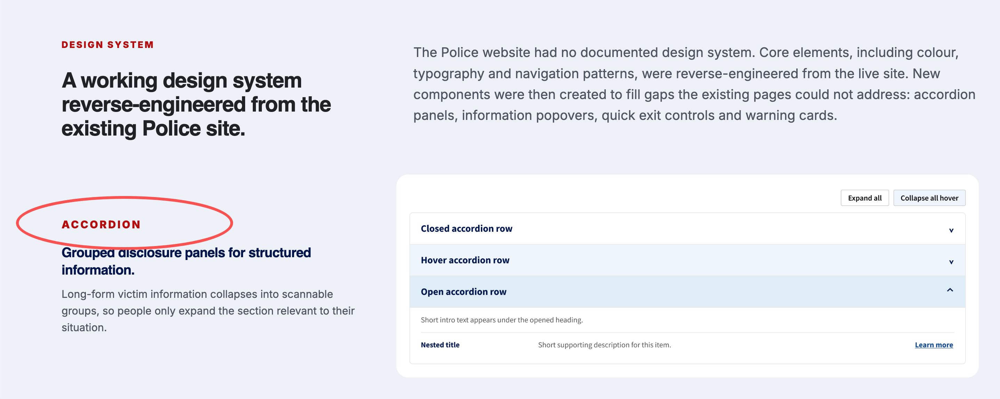 DESIGN SYSTEM
A working design system
reverse-engineered from the
existing Police site.
The Police website had no documented design system. Core elements, including colour,
typography and navigation patterns, were reverse-engineered from the live site. New
components were then created to fill gaps the existing pages could not address: accordion
panels, information popovers, quick exit controls and warning cards.
ACCORDION
Grouped disclosure panels for structured
information.
Long-form victim information collapses into scannable
groups, so people only expand the section relevant to their
situation.
Expand all
Collapse all hover
Closed accordion row
Hover accordion row
Open accordion row
Short intro text appears under the opened heading.
Nested title
Short supporting description for this item.
Learn more